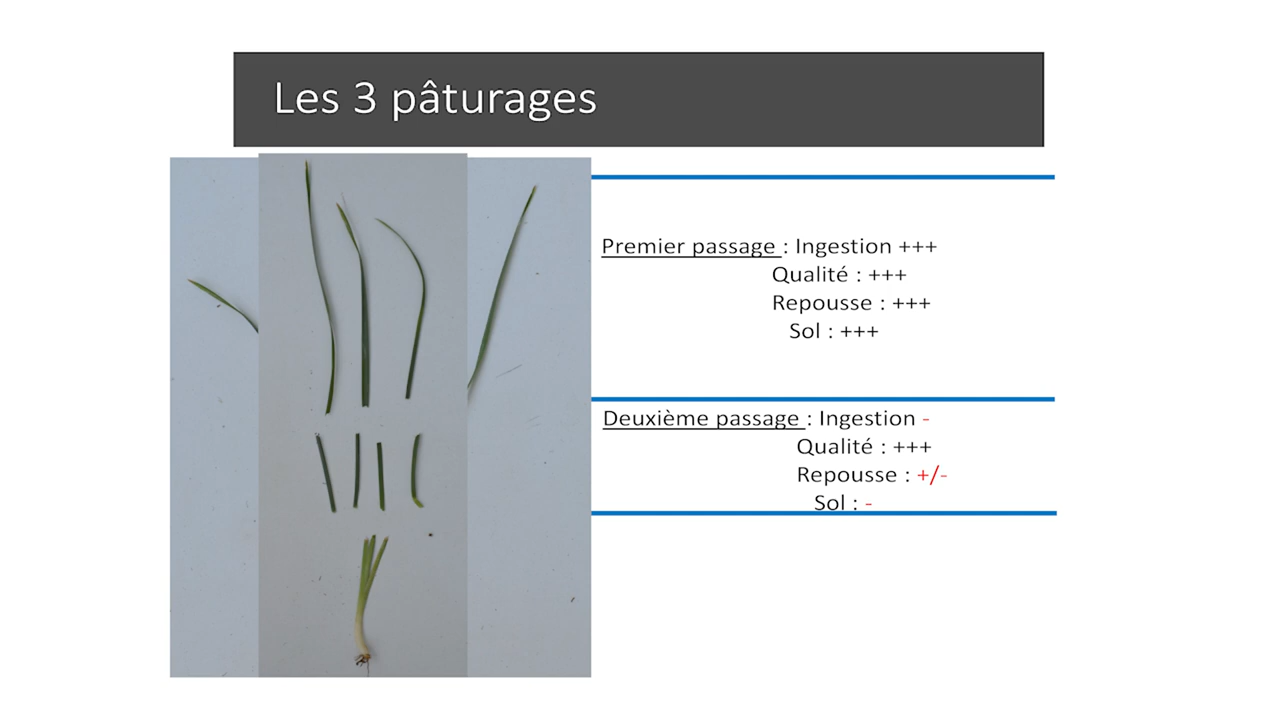 Les 3 pâturages
Premier passage : Ingestion +++
Qualité : +++
Repousse : +++
Sol : +++
Deuxième passage : Ingestion -
Qualité : +++
Repousse : +/-
Sol : -